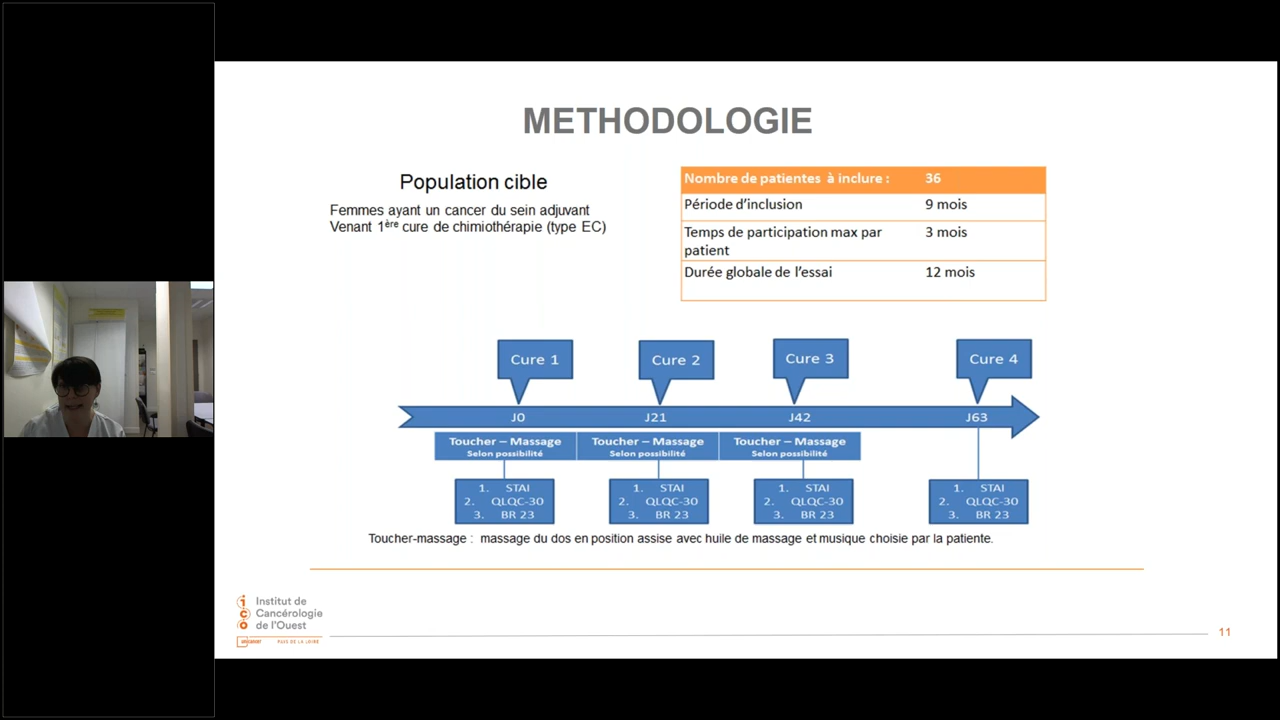 METHODOLOGIE
Population cible
Femmes ayant un cancer du sein adjuvant
Venant 1ère cure de chimiothérapie (type EC)
Nombre de patientes à inclure : 36
Période d'inclusion 9 mois
Temps de participation max par 3 mois
patient
Durée globale de l'essai 12 mois
Cure 1 Cure 2 Cure 3 Cure 4
J0 J21 J42 J63
Toucher – Massage Toucher – Massage Toucher – Massage
Selon possibilité Selon possibilité Selon possibilité
1. STAI 1. STAI 1. STAI 1. STAI
2. QLQC-30 2. QLQC-30 2. QLQC-30 2. QLQC-30
3. BR 23 3. BR 23 3. BR 23 3. BR 23
Toucher-massage : massage du dos en position assise avec huile de massage et musique choisie par la patiente.
ico
Institut de
Cancérologie
de l'Ouest
unicancer PAYS DE LA LOIRE
11